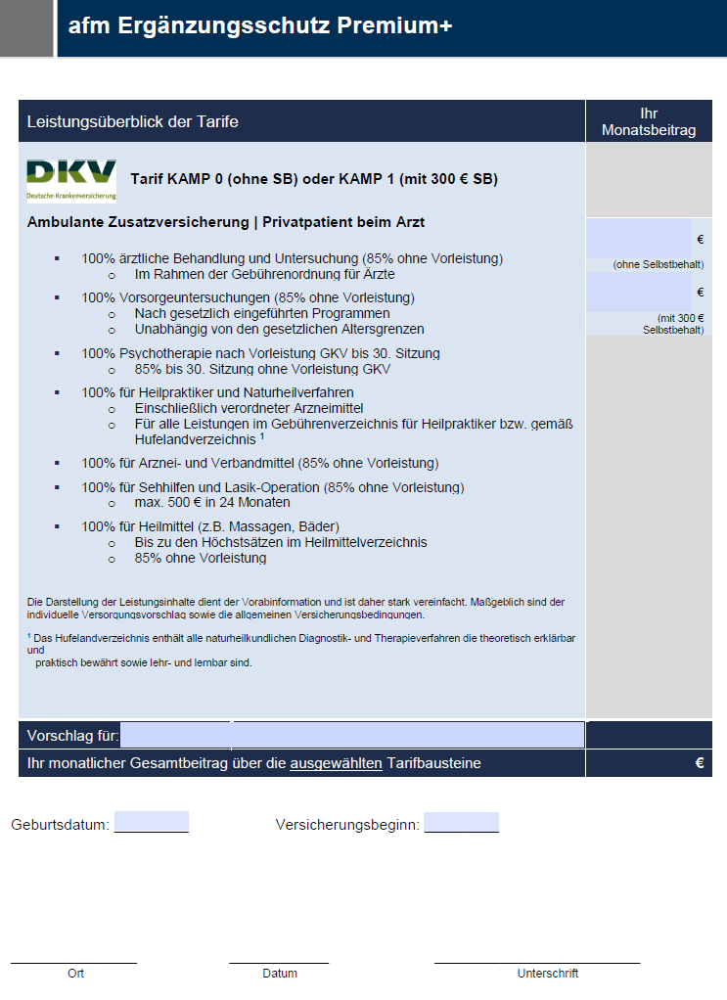 afm Ergänzungsschutz Premium+
Leistungsüberblick der Tarife
Ihr
Monatsbeitrag
DKV
Deutsche Krankenversicherung
Tarif KAMP 0 (ohne SB) oder KAMP 1 (mit 300 € SB)
Ambulante Zusatzversicherung | Privatpatient beim Arzt
€
(ohne Selbstbehalt)
€
(mit 300 €
Selbstbehalt)
▪ 100% ärztliche Behandlung und Untersuchung (85% ohne Vorleistung)
o Im Rahmen der Gebührenordnung für Ärzte
▪ 100% Vorsorgeuntersuchungen (85% ohne Vorleistung)
o Nach gesetzlich eingeführten Programmen
o Unabhängig von den gesetzlichen Altersgrenzen
▪ 100% Psychotherapie nach Vorleistung GKV bis 30. Sitzung
o 85% bis 30. Sitzung ohne Vorleistung GKV
▪ 100% für Heilpraktiker und Naturheilverfahren
o Einschließlich verordneter Arzneimittel
o Für alle Leistungen im Gebührenverzeichnis für Heilpraktiker bzw. gemäß
Hufelandverzeichnis ¹
▪ 100% für Arznei- und Verbandmittel (85% ohne Vorleistung)
▪ 100% für Sehhilfen und Lasik-Operation (85% ohne Vorleistung)
o max. 500 € in 24 Monaten
▪ 100% für Heilmittel (z.B. Massagen, Bäder)
o Bis zu den Höchstsätzen im Heilmittelverzeichnis
o 85% ohne Vorleistung
Die Darstellung der Leistungsinhalte dient der Vorabinformation und ist daher stark vereinfacht. Maßgeblich sind der
individuelle Versorgungsvorschlag sowie die allgemeinen Versicherungsbedingungen.
¹ Das Hufelandverzeichnis enthält alle naturheilkundlichen Diagnostik- und Therapieverfahren die theoretisch erklärbar
und
praktisch bewährt sowie lehr- und lernbar sind.
Vorschlag für:
Ihr monatlicher Gesamtbeitrag über die ausgewählten Tarifbausteine €
Geburtsdatum: Versicherungsbeginn:
Ort Datum Unterschrift